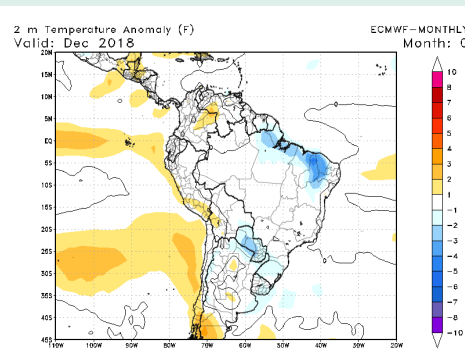 2 m Temperature Anomaly (F) ECMWF-MONTHLY
Valid: Dec 2018 Month: 0
20N
15N
10N
5N
EQ
5S
10S
15S
20S
25S
30S
35S
40S
45S
110W 100W 90W 80W 70W 60W 50W 40W 30W 20W
10
8
7
6
5
4
3
2
1
-1
-2
-3
-4
-5
-6
-7
-8
-10